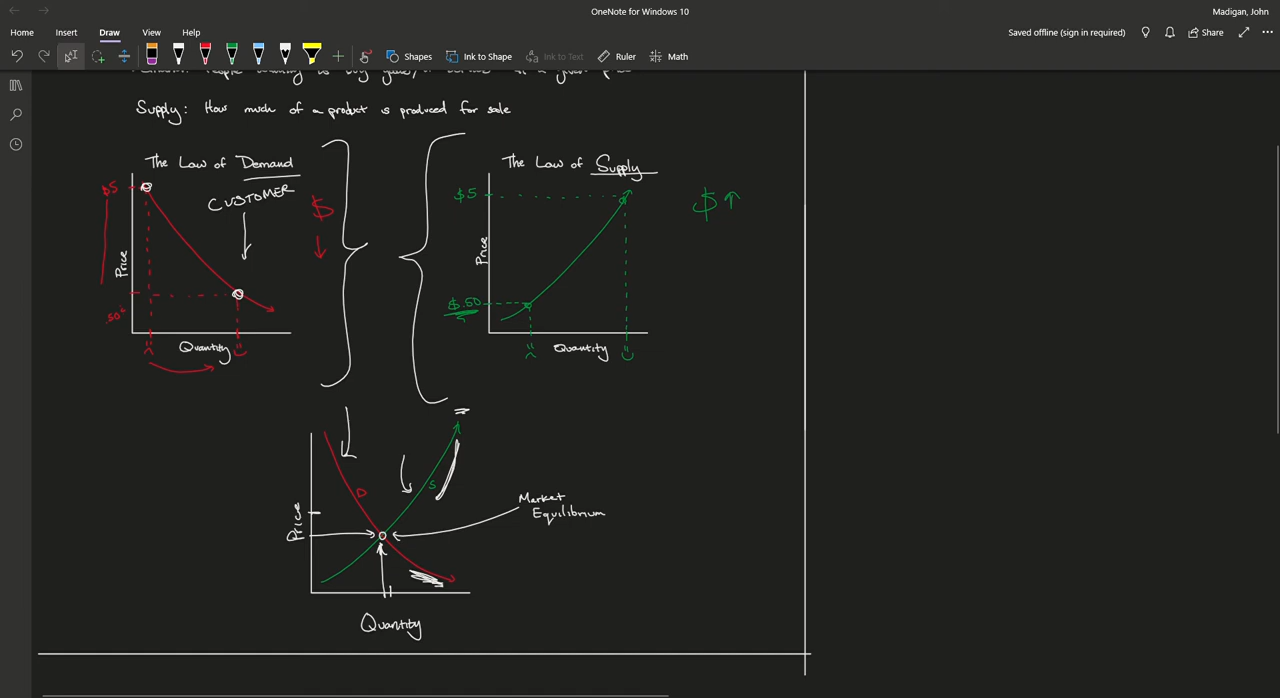 OneNote for Windows 10
Madigan, John
Home Insert Draw View Help
Saved offline (sign in required)
Share
Shapes
Ink to Shape
Ink to Text
Ruler
Math
Supply: How much of a product is produced for sale
The Law of Demand
The Law of Supply
CUSTOMER
$5
$
$5
$↑
Price
Price
.50¢
$.50
Quantity
Quantity
D
S
Market
Equilibrium
Price
Quantity